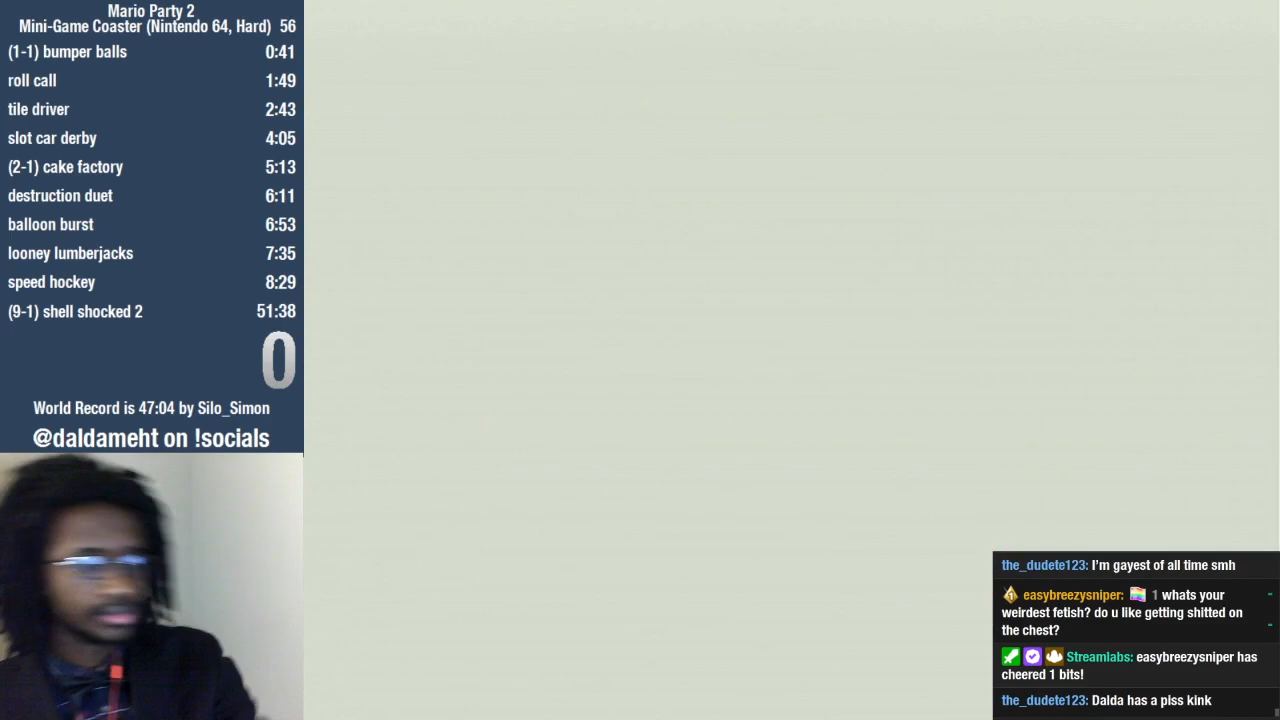 Mario Party 2
Mini-Game Coaster (Nintendo 64, Hard) 56
(1-1) bumper balls 0:41
roll call 1:49
tile driver 2:43
slot car derby 4:05
(2-1) cake factory 5:13
destruction duet 6:11
balloon burst 6:53
looney lumberjacks 7:35
speed hockey 8:29
(9-1) shell shocked 2 51:38
0
World Record is 47:04 by Silo_Simon
@daldameht on !socials
the_dudete123: I'm gayest of all time smh
easybreezysniper: 1 whats your
weirdest fetish? do u like getting shitted on
the chest?
Streamlabs: easybreezysniper has
cheered 1 bits!
the_dudete123: Dalda has a piss kink